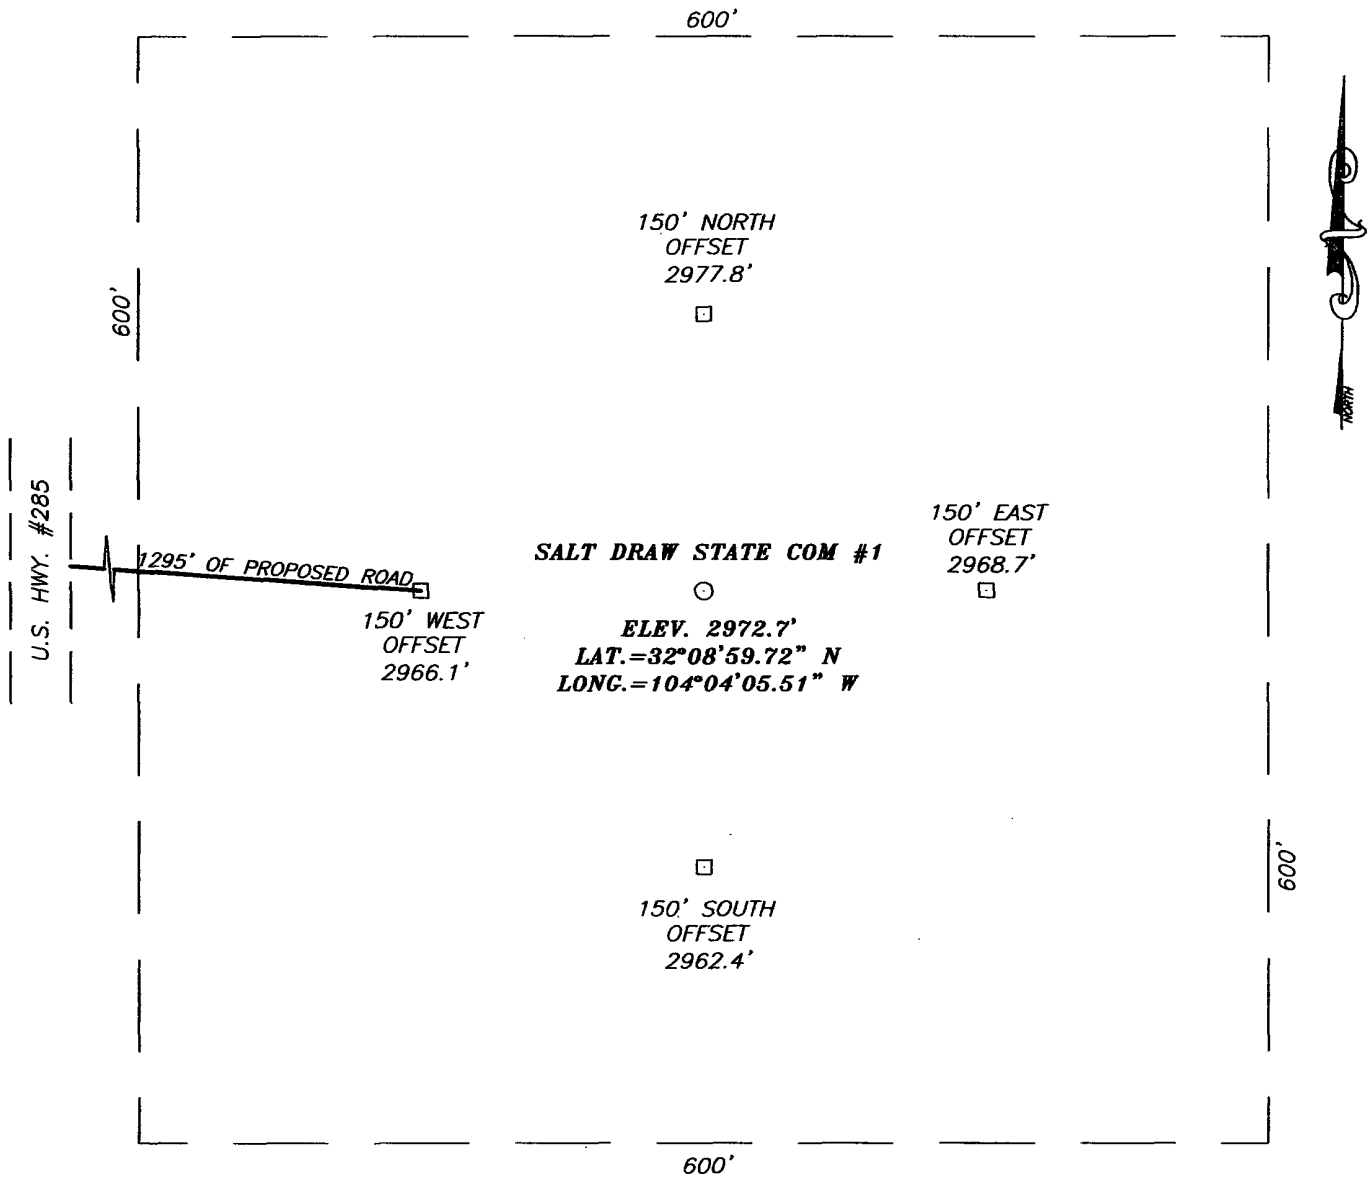 600'
150' NORTH
OFFSET
2977.8'
600'
NORTH
U.S. HWY. #285
1295' OF PROPOSED ROAD
150' WEST
OFFSET
2966.1'
SALT DRAW STATE COM #1
ELEV. 2972.7'
LAT.=32°08'59.72" N
LONG.=104°04'05.51" W
150' EAST
OFFSET
2968.7'
150' SOUTH
OFFSET
2962.4'
600'
600'